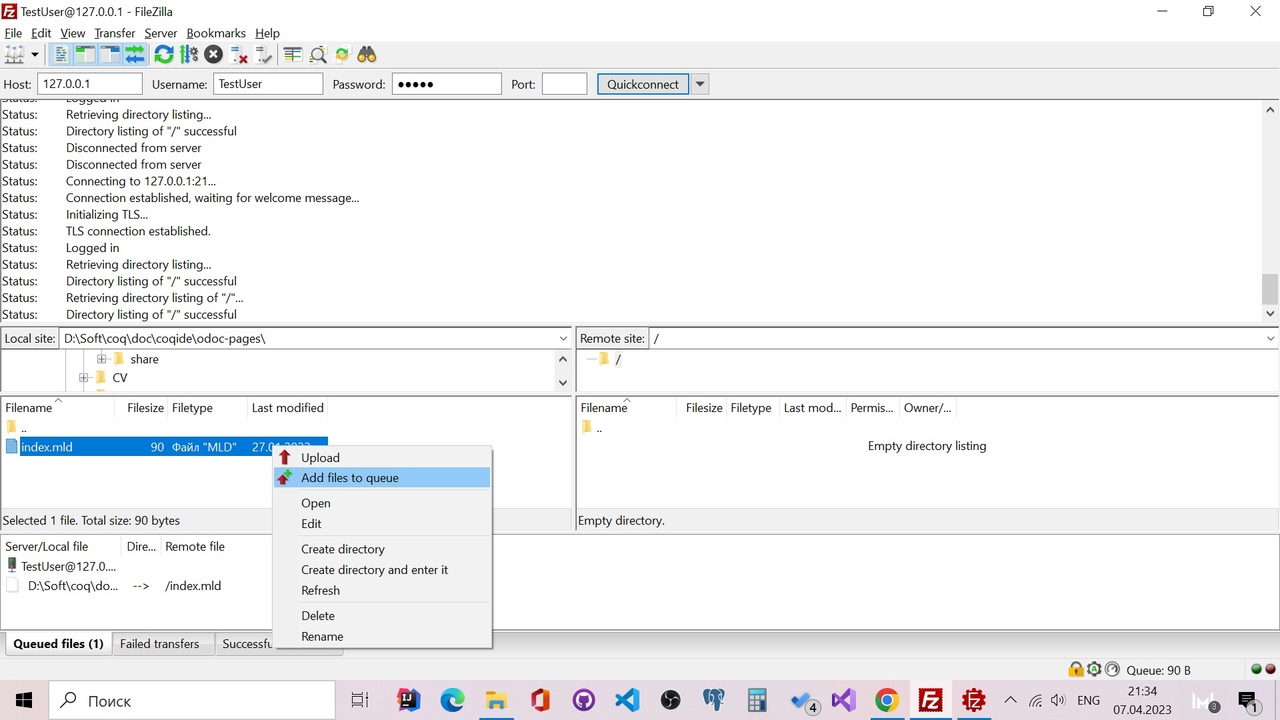 TestUser@127.0.0.1 - FileZilla
File Edit View Transfer Server Bookmarks Help
Host: 127.0.0.1 Username: TestUser Password: ●●●●● Port: Quickconnect
Status: Logged in
Status: Retrieving directory listing...
Status: Directory listing of "/" successful
Status: Disconnected from server
Status: Disconnected from server
Status: Connecting to 127.0.0.1:21...
Status: Connection established, waiting for welcome message...
Status: Initializing TLS...
Status: TLS connection established.
Status: Logged in
Status: Retrieving directory listing...
Status: Directory listing of "/" successful
Status: Retrieving directory listing of "/"...
Status: Directory listing of "/" successful
Local site: D:\Soft\coq\doc\coqide\odoc-pages\
share
CV
Remote site: /
/
Filename Filesize Filetype Last modified
..
index.mld 90 Файл "MLD" 27.01.2022
Selected 1 file. Total size: 90 bytes
Filename Filesize Filetype Last mod... Permis... Owner/...
..
Empty directory listing
Empty directory.
Upload
Add files to queue
Open
Edit
Create directory
Create directory and enter it
Refresh
Delete
Rename
Server/Local file Dire... Remote file
TestUser@127.0....
D:\Soft\coq\do... --> /index.mld
Queued files (1) Failed transfers Successfu
Queue: 90 B
Поиск
4
ENG
21:34
07.04.2023
3
1